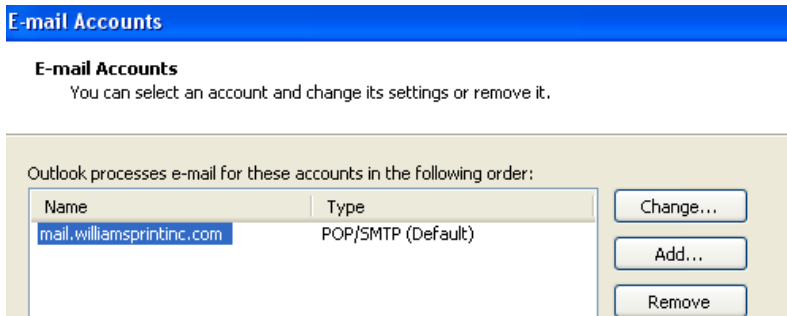 E-mail Accounts
E-mail Accounts
You can select an account and change its settings or remove it.
Outlook processes e-mail for these accounts in the following order:
Name Type
mail.williamsprintinc.com POP/SMTP (Default)
Change...
Add...
Remove